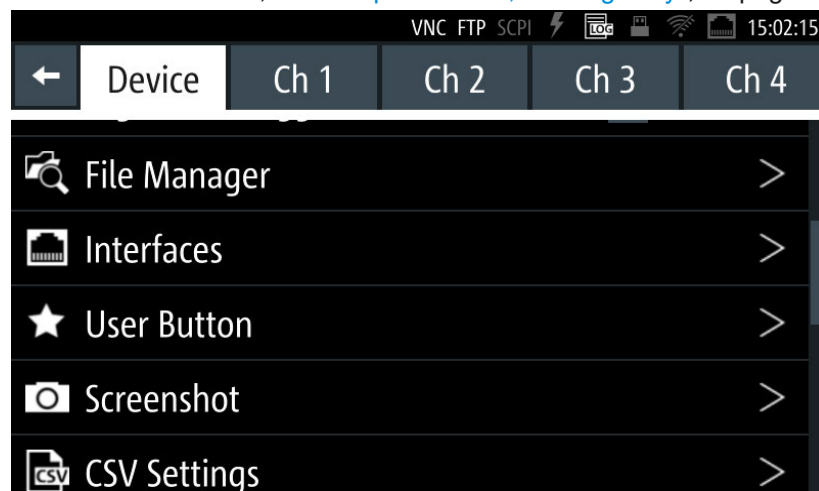 VNC FTP SCPI LOG 15:02:15
Device Ch 1 Ch 2 Ch 3 Ch 4
File Manager
Interfaces
User Button
Screenshot
CSV CSV Settings